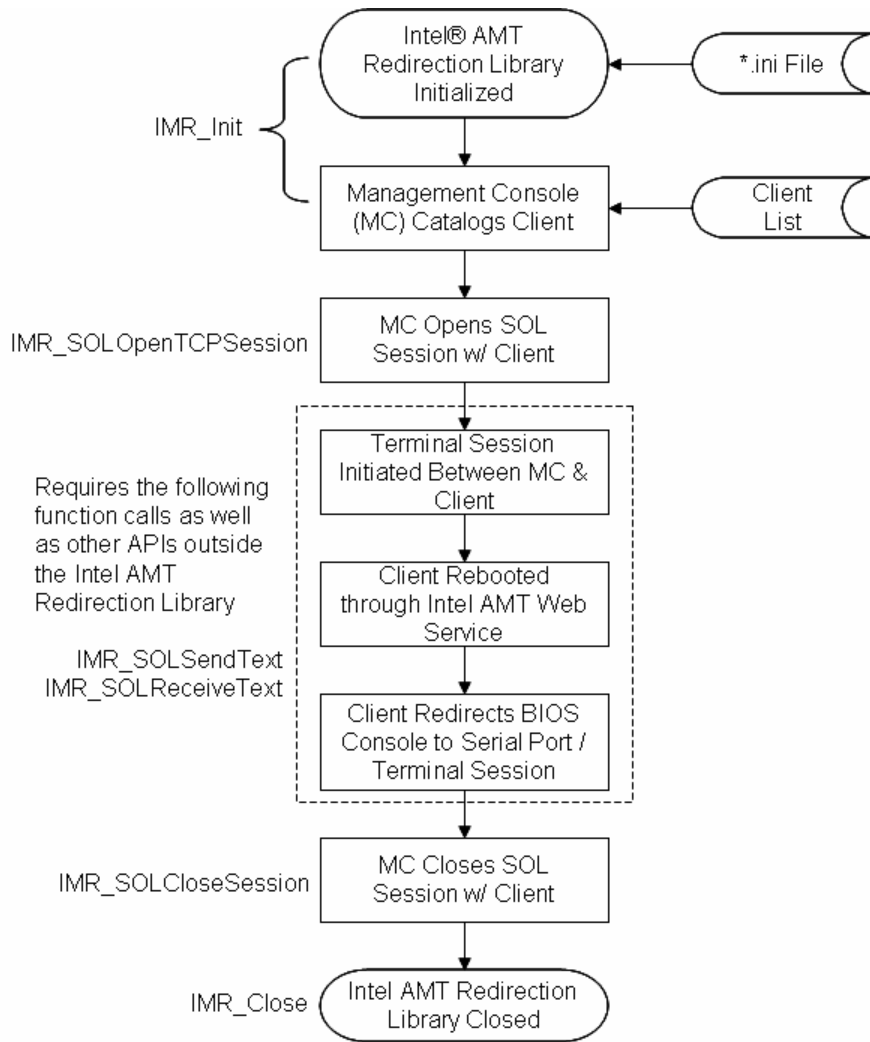 Intel® AMT
Redirection Library
Initialized
*.ini File
IMR_Init
Management Console
(MC) Catalogs Client
Client
List
IMR_SOLOpenTCPSession
MC Opens SOL
Session w/ Client
Terminal Session
Initiated Between MC &
Client
Requires the following
function calls as well
as other APIs outside
the Intel AMT
Redirection Library
Client Rebooted
through Intel AMT Web
Service
IMR_SOLSendText
IMR_SOLReceiveText
Client Redirects BIOS
Console to Serial Port /
Terminal Session
IMR_SOLCloseSession
MC Closes SOL
Session w/ Client
IMR_Close
Intel AMT Redirection
Library Closed